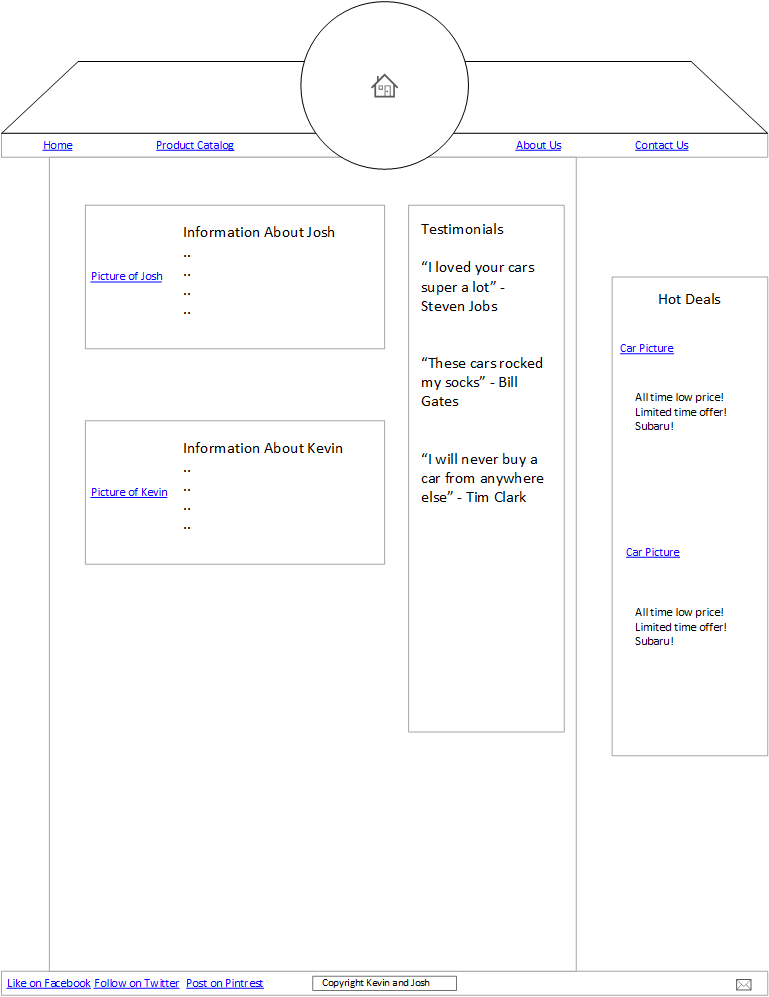 Home
Product Catalog
About Us
Contact Us
Information About Josh
..
..
..
..
Picture of Josh
Information About Kevin
..
..
..
..
Picture of Kevin
Testimonials
“I loved your cars
super a lot” -
Steven Jobs
“These cars rocked
my socks” - Bill
Gates
“I will never buy a
car from anywhere
else” - Tim Clark
Hot Deals
Car Picture
All time low price!
Limited time offer!
Subaru!
Car Picture
All time low price!
Limited time offer!
Subaru!
Like on Facebook
Follow on Twitter
Post on Pintrest
Copyright Kevin and Josh